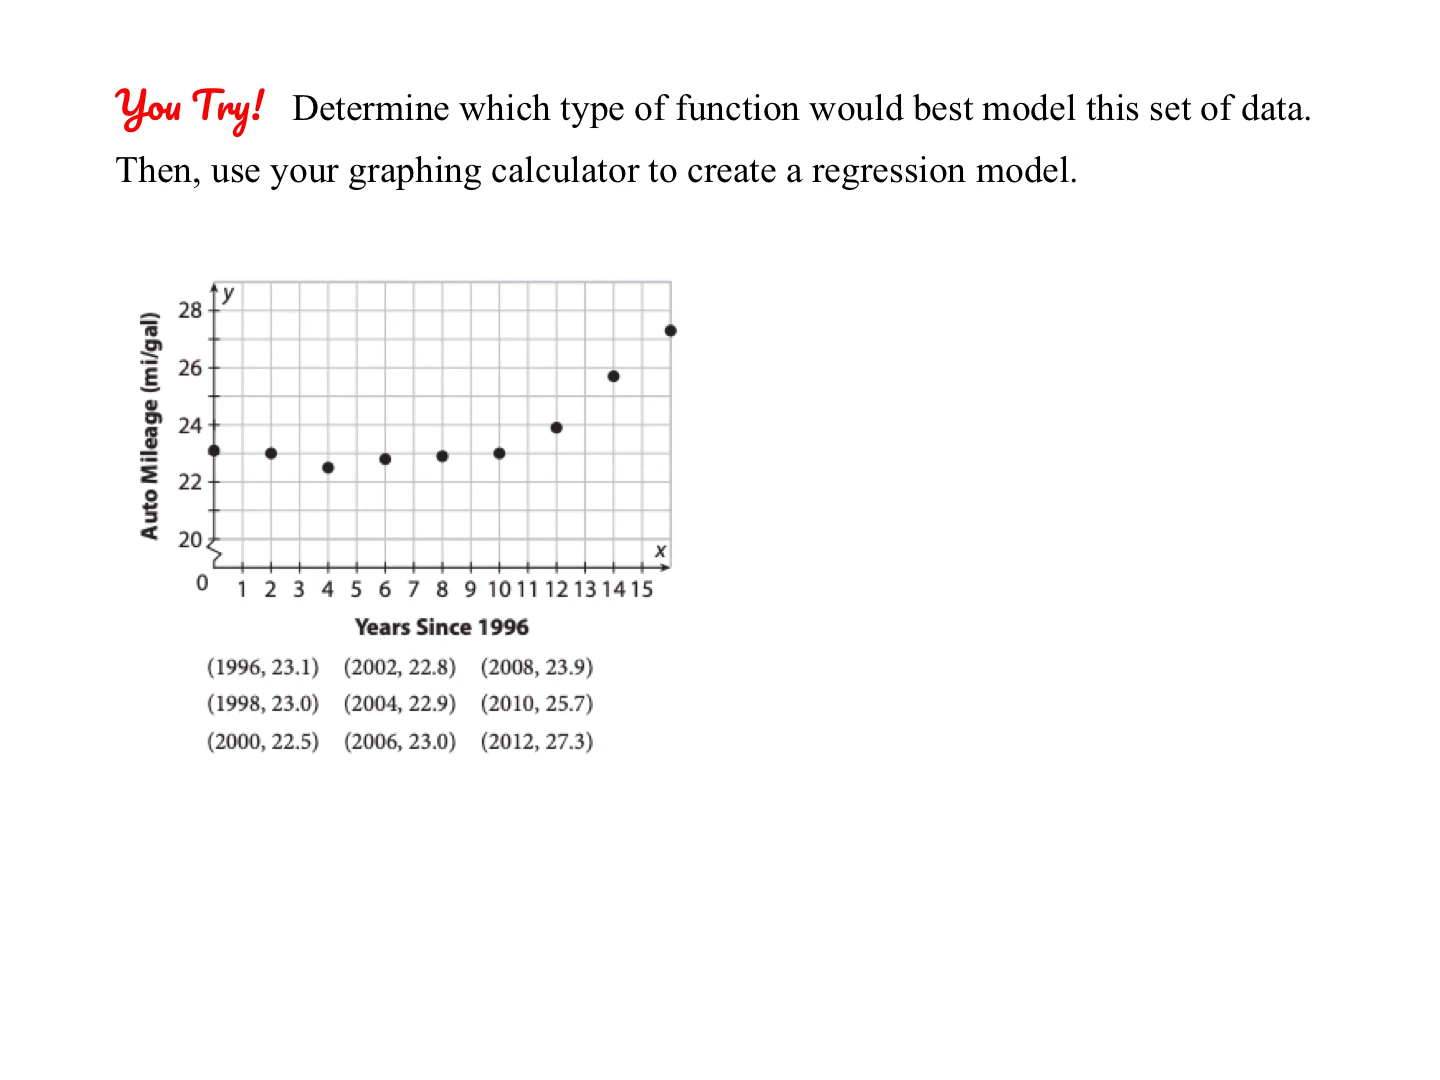 You Try! Determine which type of function would best model this set of data.
Then, use your graphing calculator to create a regression model.
y
28
26
24
22
20
0
Auto Mileage (mi/gal)
x
1 2 3 4 5 6 7 8 9 10 11 12 13 14 15
Years Since 1996
(1996, 23.1) (2002, 22.8) (2008, 23.9)
(1998, 23.0) (2004, 22.9) (2010, 25.7)
(2000, 22.5) (2006, 23.0) (2012, 27.3)